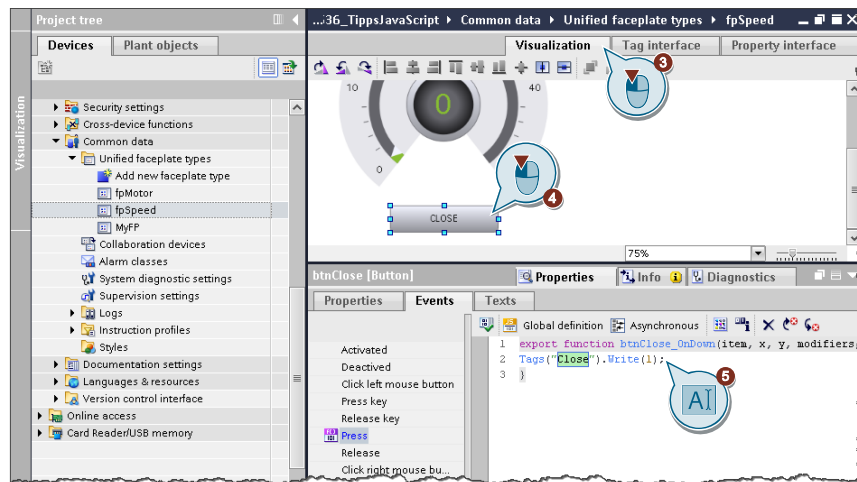 Project tree
Devices
Plant objects
Visualization
Security settings
Cross-device functions
Common data
Unified faceplate types
Add new faceplate type
fpMotor
fpSpeed
MyFP
Collaboration devices
Alarm classes
System diagnostic settings
Supervision settings
Logs
Instruction profiles
Styles
Documentation settings
Languages & resources
Version control interface
Online access
Card Reader/USB memory
...36_TippsJavaScript Common data Unified faceplate types fpSpeed
Visualization
Tag interface
Property interface
3
10
40
0
0
4
CLOSE
75%
btnClose [Button]
Properties
Info
Diagnostics
Properties
Events
Texts
Global definition
Asynchronous
Activated
Deactived
Click left mouse button
Press key
Release key
Press
Release
Click right mouse bu...
1 export function btnClose_OnDown(item, x, y, modifiers,
2 Tags("Close").Write(1);
3 }
5
A